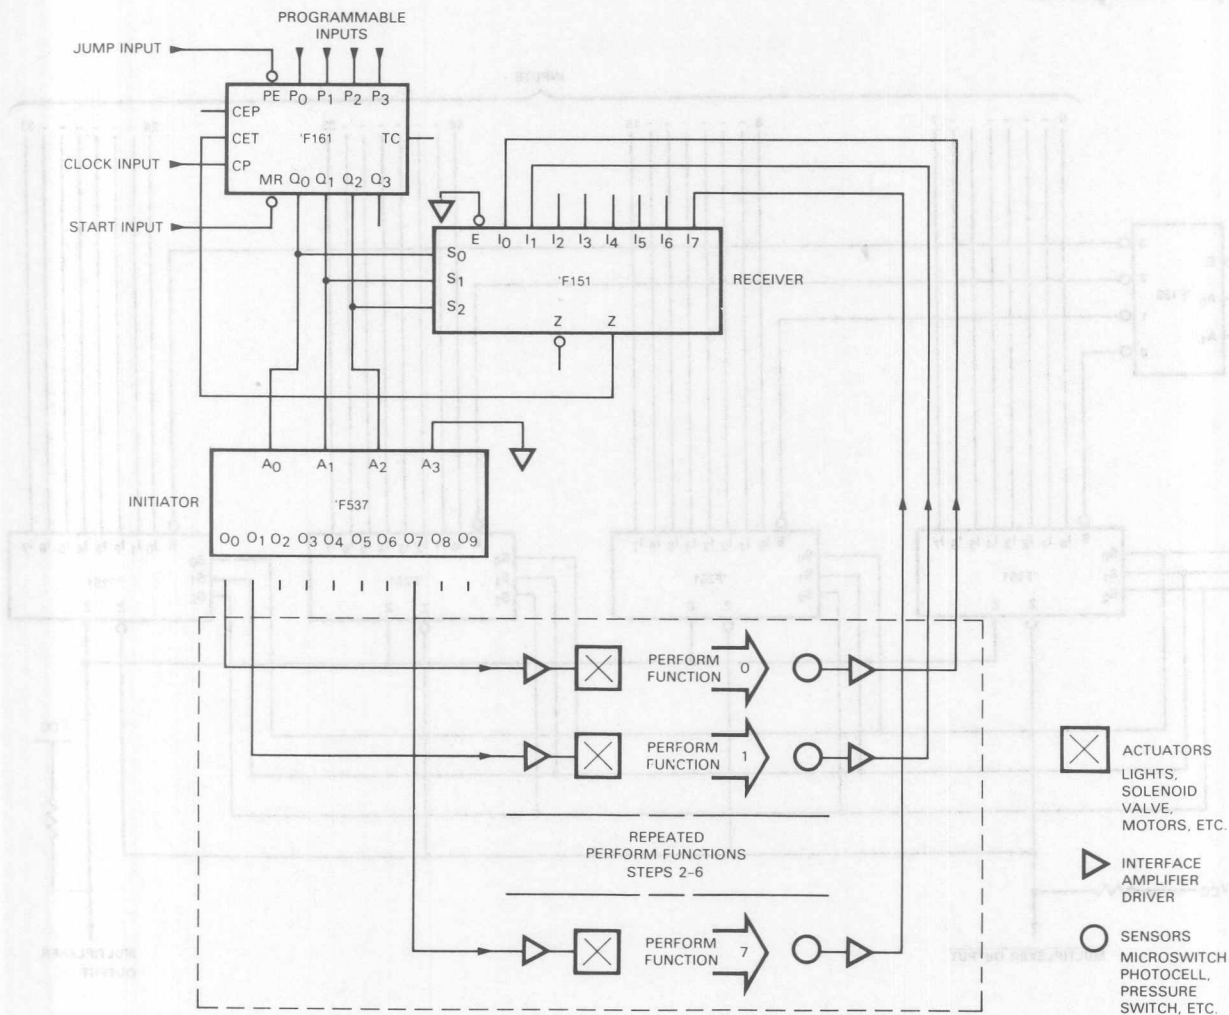 PROGRAMMABLE
INPUTS
JUMP INPUT
PE P0 P1 P2 P3
CEP
CET 'F161 TC
CLOCK INPUT CP
MR Q0 Q1 Q2 Q3
START INPUT
E I0 I1 I2 I3 I4 I5 I6 I7
S0
S1 'F151 RECEIVER
S2
Z Z
A0 A1 A2 A3
INITIATOR 'F537
O0 O1 O2 O3 O4 O5 O6 O7 O8 O9
PERFORM
FUNCTION 0
PERFORM
FUNCTION 1
REPEATED
PERFORM FUNCTIONS
STEPS 2-6
PERFORM
FUNCTION 7
ACTUATORS
LIGHTS,
SOLENOID
VALVE,
MOTORS, ETC.
INTERFACE
AMPLIFIER
DRIVER
SENSORS
MICROSWITCH
PHOTOCELL,
PRESSURE
SWITCH, ETC.